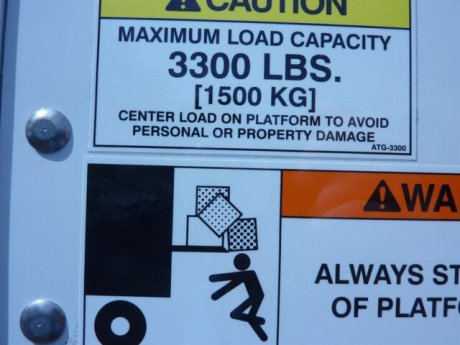 CAUTION
MAXIMUM LOAD CAPACITY
3300 LBS.
[1500 KG]
CENTER LOAD ON PLATFORM TO AVOID
PERSONAL OR PROPERTY DAMAGE
ATG-3300
WA
ALWAYS ST
OF PLATF